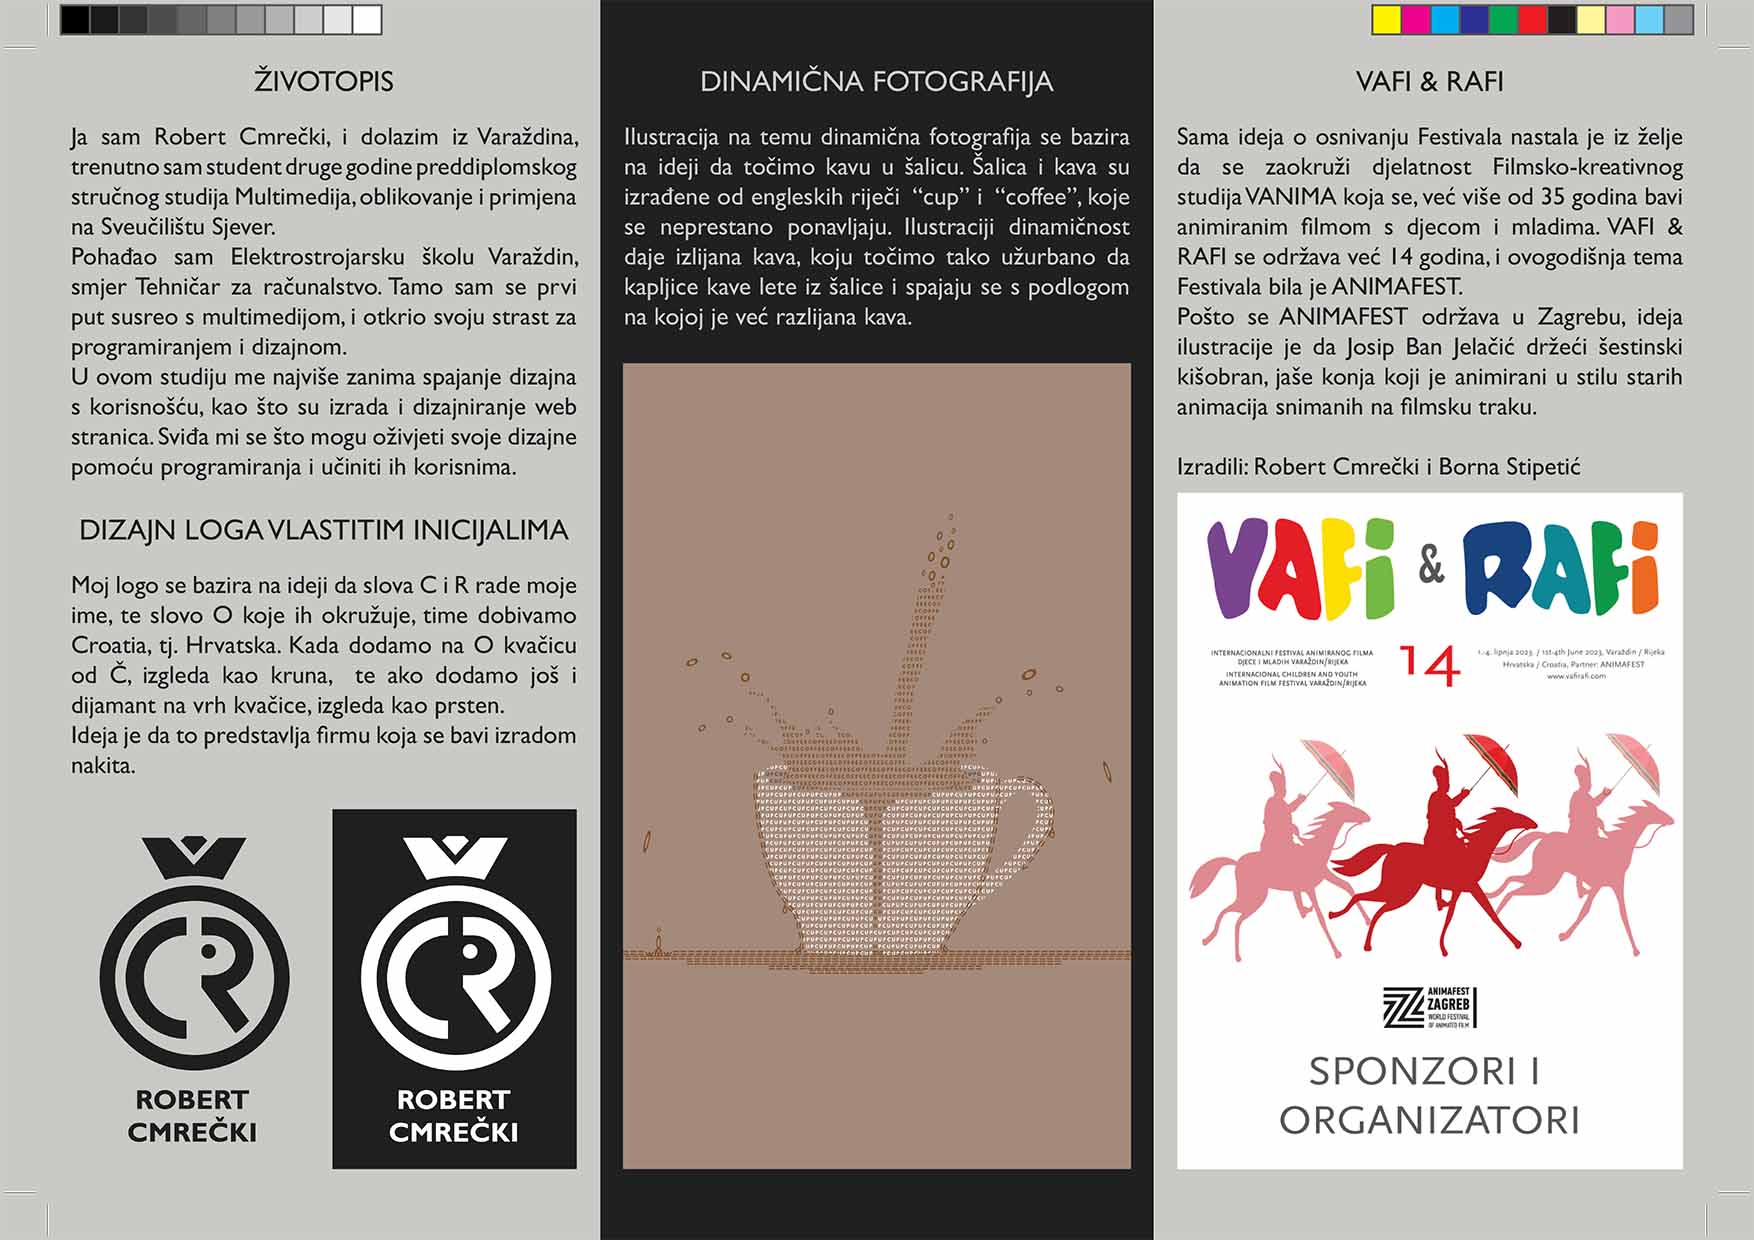 ŽIVOTOPIS
Ja sam Robert Cmrečki, i dolazim iz Varaždina,
trenutno sam student druge godine preddiplomskog
stručnog studija Multimedija, oblikovanje i primjena
na Sveučilištu Sjever.
Pohađao sam Elektrostrojarsku školu Varaždin,
smjer Tehničar za računalstvo. Tamo sam se prvi
put susreo s multimedijom, i otkrio svoju strast za
programiranjem i dizajnom.
U ovom studiju me najviše zanima spajanje dizajna
s korisnošću, kao što su izrada i dizajniranje web
stranica. Sviđa mi se što mogu oživjeti svoje dizajne
pomoću programiranja i učiniti ih korisnima.
DIZAJN LOGA VLASTITIM INICIJALIMA
Moj logo se bazira na ideji da slova C i R rade moje
ime, te slovo O koje ih okružuje, time dobivamo
Croatia, tj. Hrvatska. Kada dodamo na O kvačicu
od Č, izgleda kao kruna, te ako dodamo još i
dijamant na vrh kvačice, izgleda kao prsten.
Ideja je da to predstavlja firmu koja se bavi izradom
nakita.
CR
ROBERT
CMREČKI
CR
ROBERT
CMREČKI
DINAMIČNA FOTOGRAFIJA
Ilustracija na temu dinamična fotografija se bazira
na ideji da točimo kavu u šalicu. Šalica i kava su
izrađene od engleskih riječi “cup” i “coffee”, koje
se neprestano ponavljaju. Ilustraciji dinamičnost
daje izlijana kava, koju točimo tako užurbano da
kapljice kave lete iz šalice i spajaju se s podlogom
na kojoj je već razlijana kava.
VAFI & RAFI
Sama ideja o osnivanju Festivala nastala je iz želje
da se zaokruži djelatnost Filmsko-kreativnog
studija VANIMA koja se, već više od 35 godina bavi
animiranim filmom s djecom i mladima. VAFI &
RAFI se održava već 14 godina, i ovogodišnja tema
Festivala bila je ANIMAFEST.
Pošto se ANIMAFEST održava u Zagrebu, ideja
ilustracije je da Josip Ban Jelačić držeći šestinski
kišobran, jaše konja koji je animirani u stilu starih
animacija snimanih na filmsku traku.
Izradili: Robert Cmrečki i Borna Stipetić
VAFi & RAFi
INTERNACIONALNI FESTIVAL ANIMIRANOG FILMA
DJECE I MLADIH VARAŽDIN/RIJEKA
INTERNACIONAL CHILDREN AND YOUTH
ANIMATION FILM FESTIVAL VARAŽDIN/RIJEKA
14
1.-4. lipnja 2023. / 1st-4th June 2023, Varaždin / Rijeka
Hrvatska / Croatia, Partner: ANIMAFEST
www.vafirafi.com
ANIMAFEST
ZAGREB
WORLD FESTIVAL
OF ANIMATED FILM
SPONZORI I
ORGANIZATORI